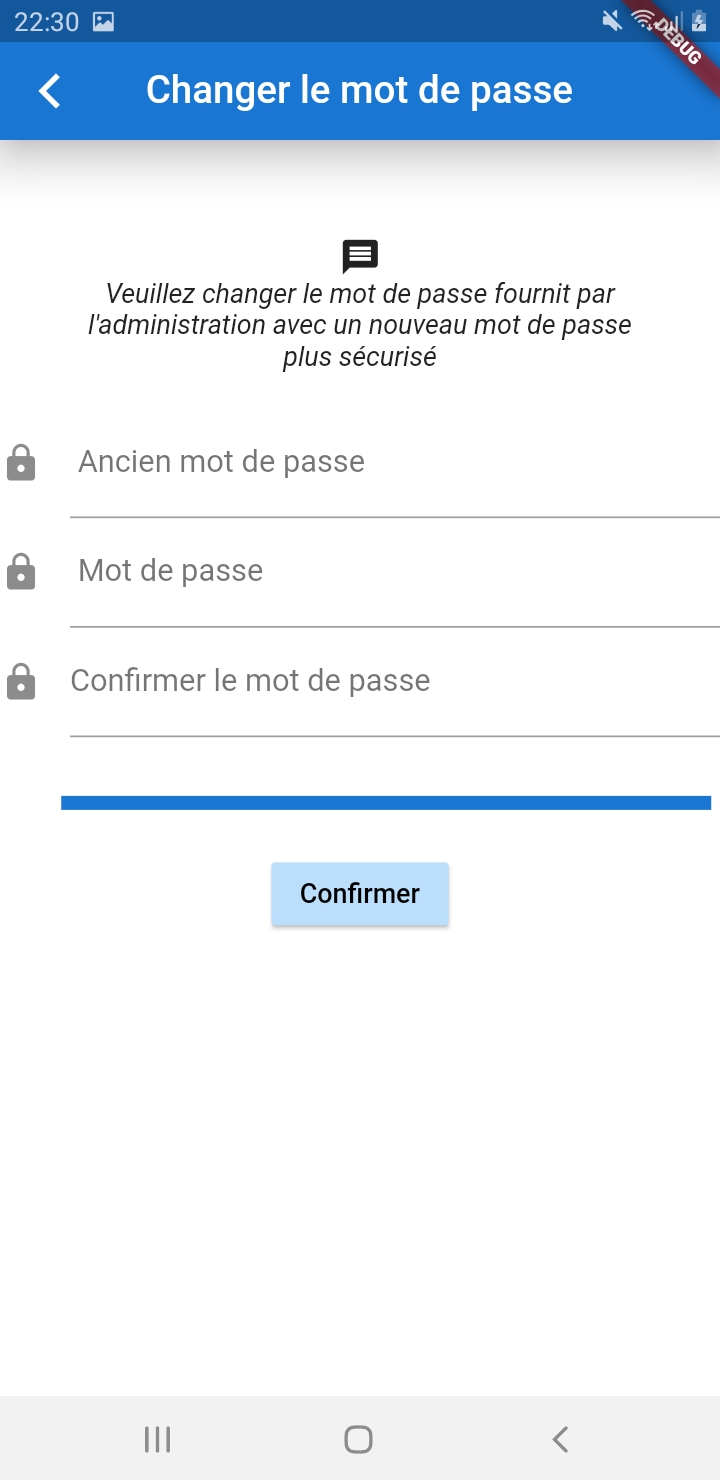 22:30
DEBUG
Changer le mot de passe
Veuillez changer le mot de passe fournit par
l'administration avec un nouveau mot de passe
plus sécurisé
Ancien mot de passe
Mot de passe
Confirmer le mot de passe
Confirmer